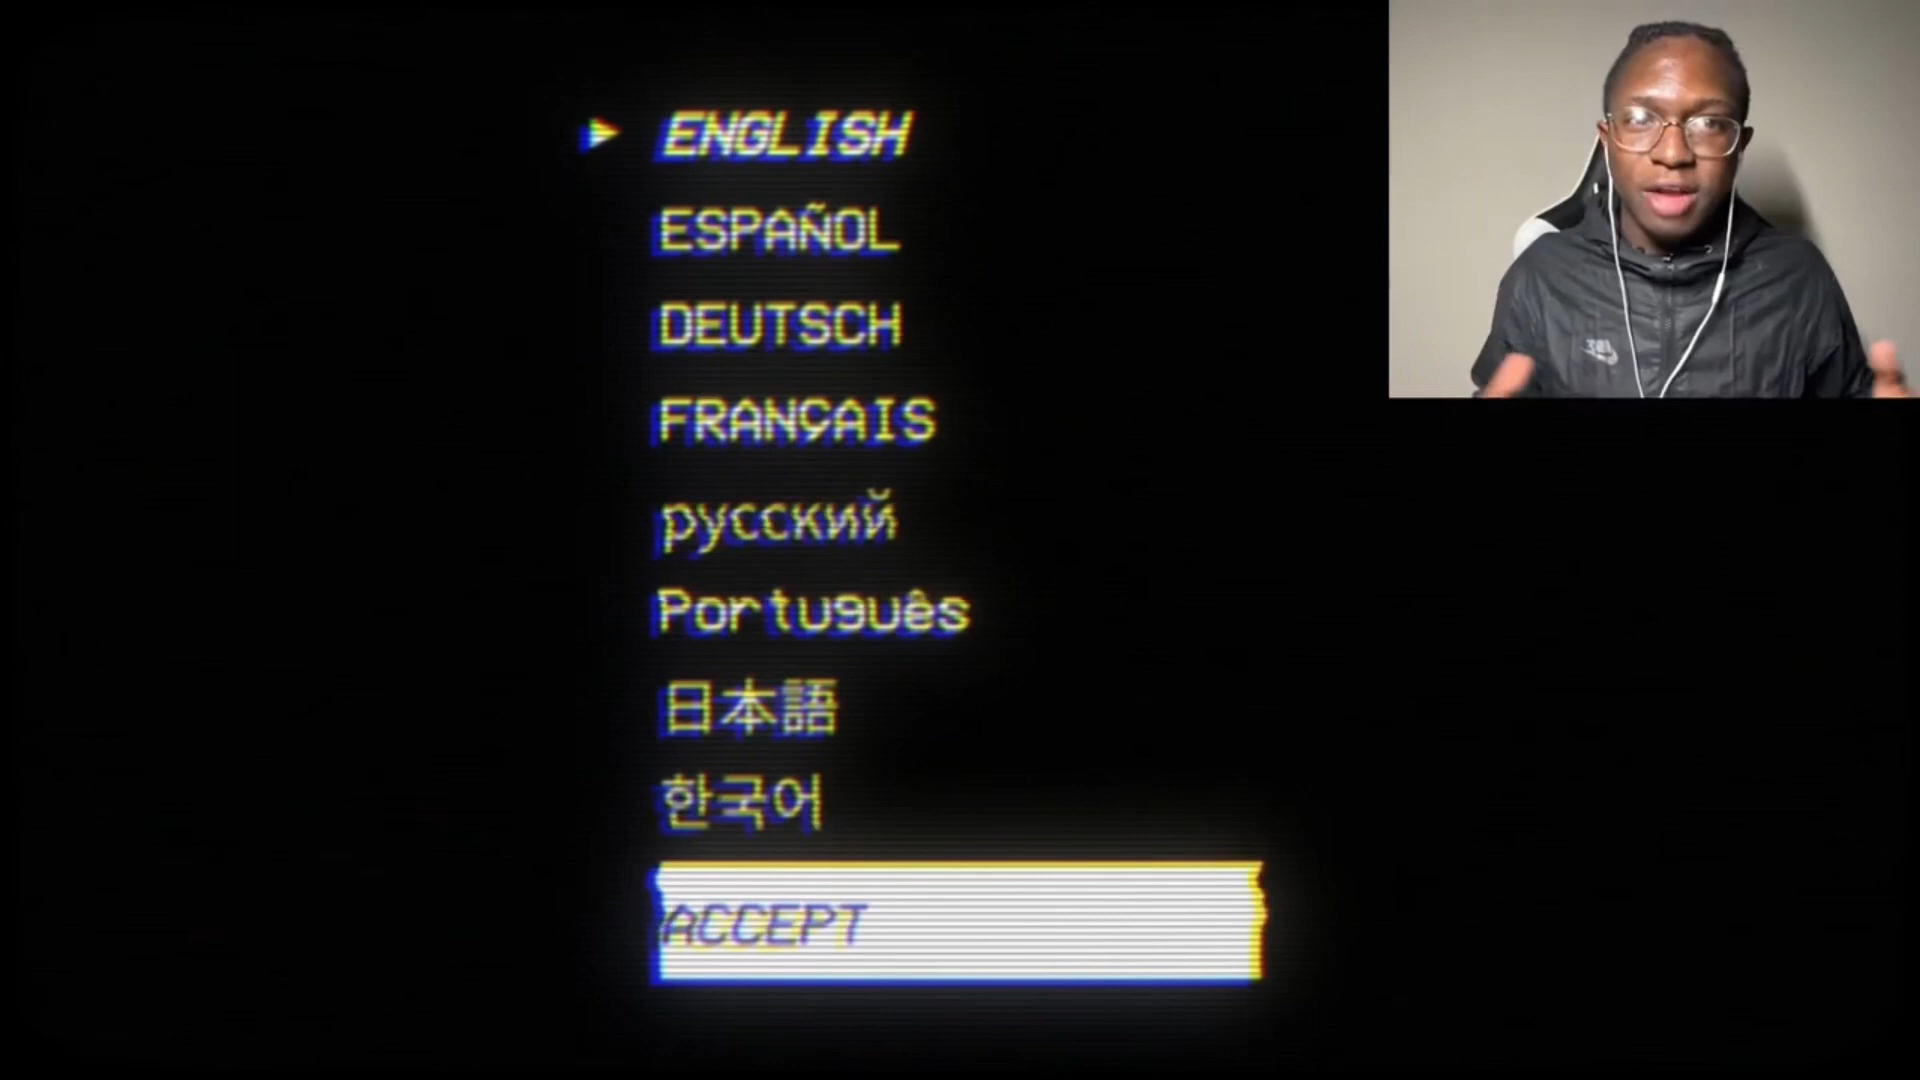 ENGLISH
ESPAÑOL
DEUTSCH
FRANÇAIS
русский
Português
日本語
한국어
ACCEPT